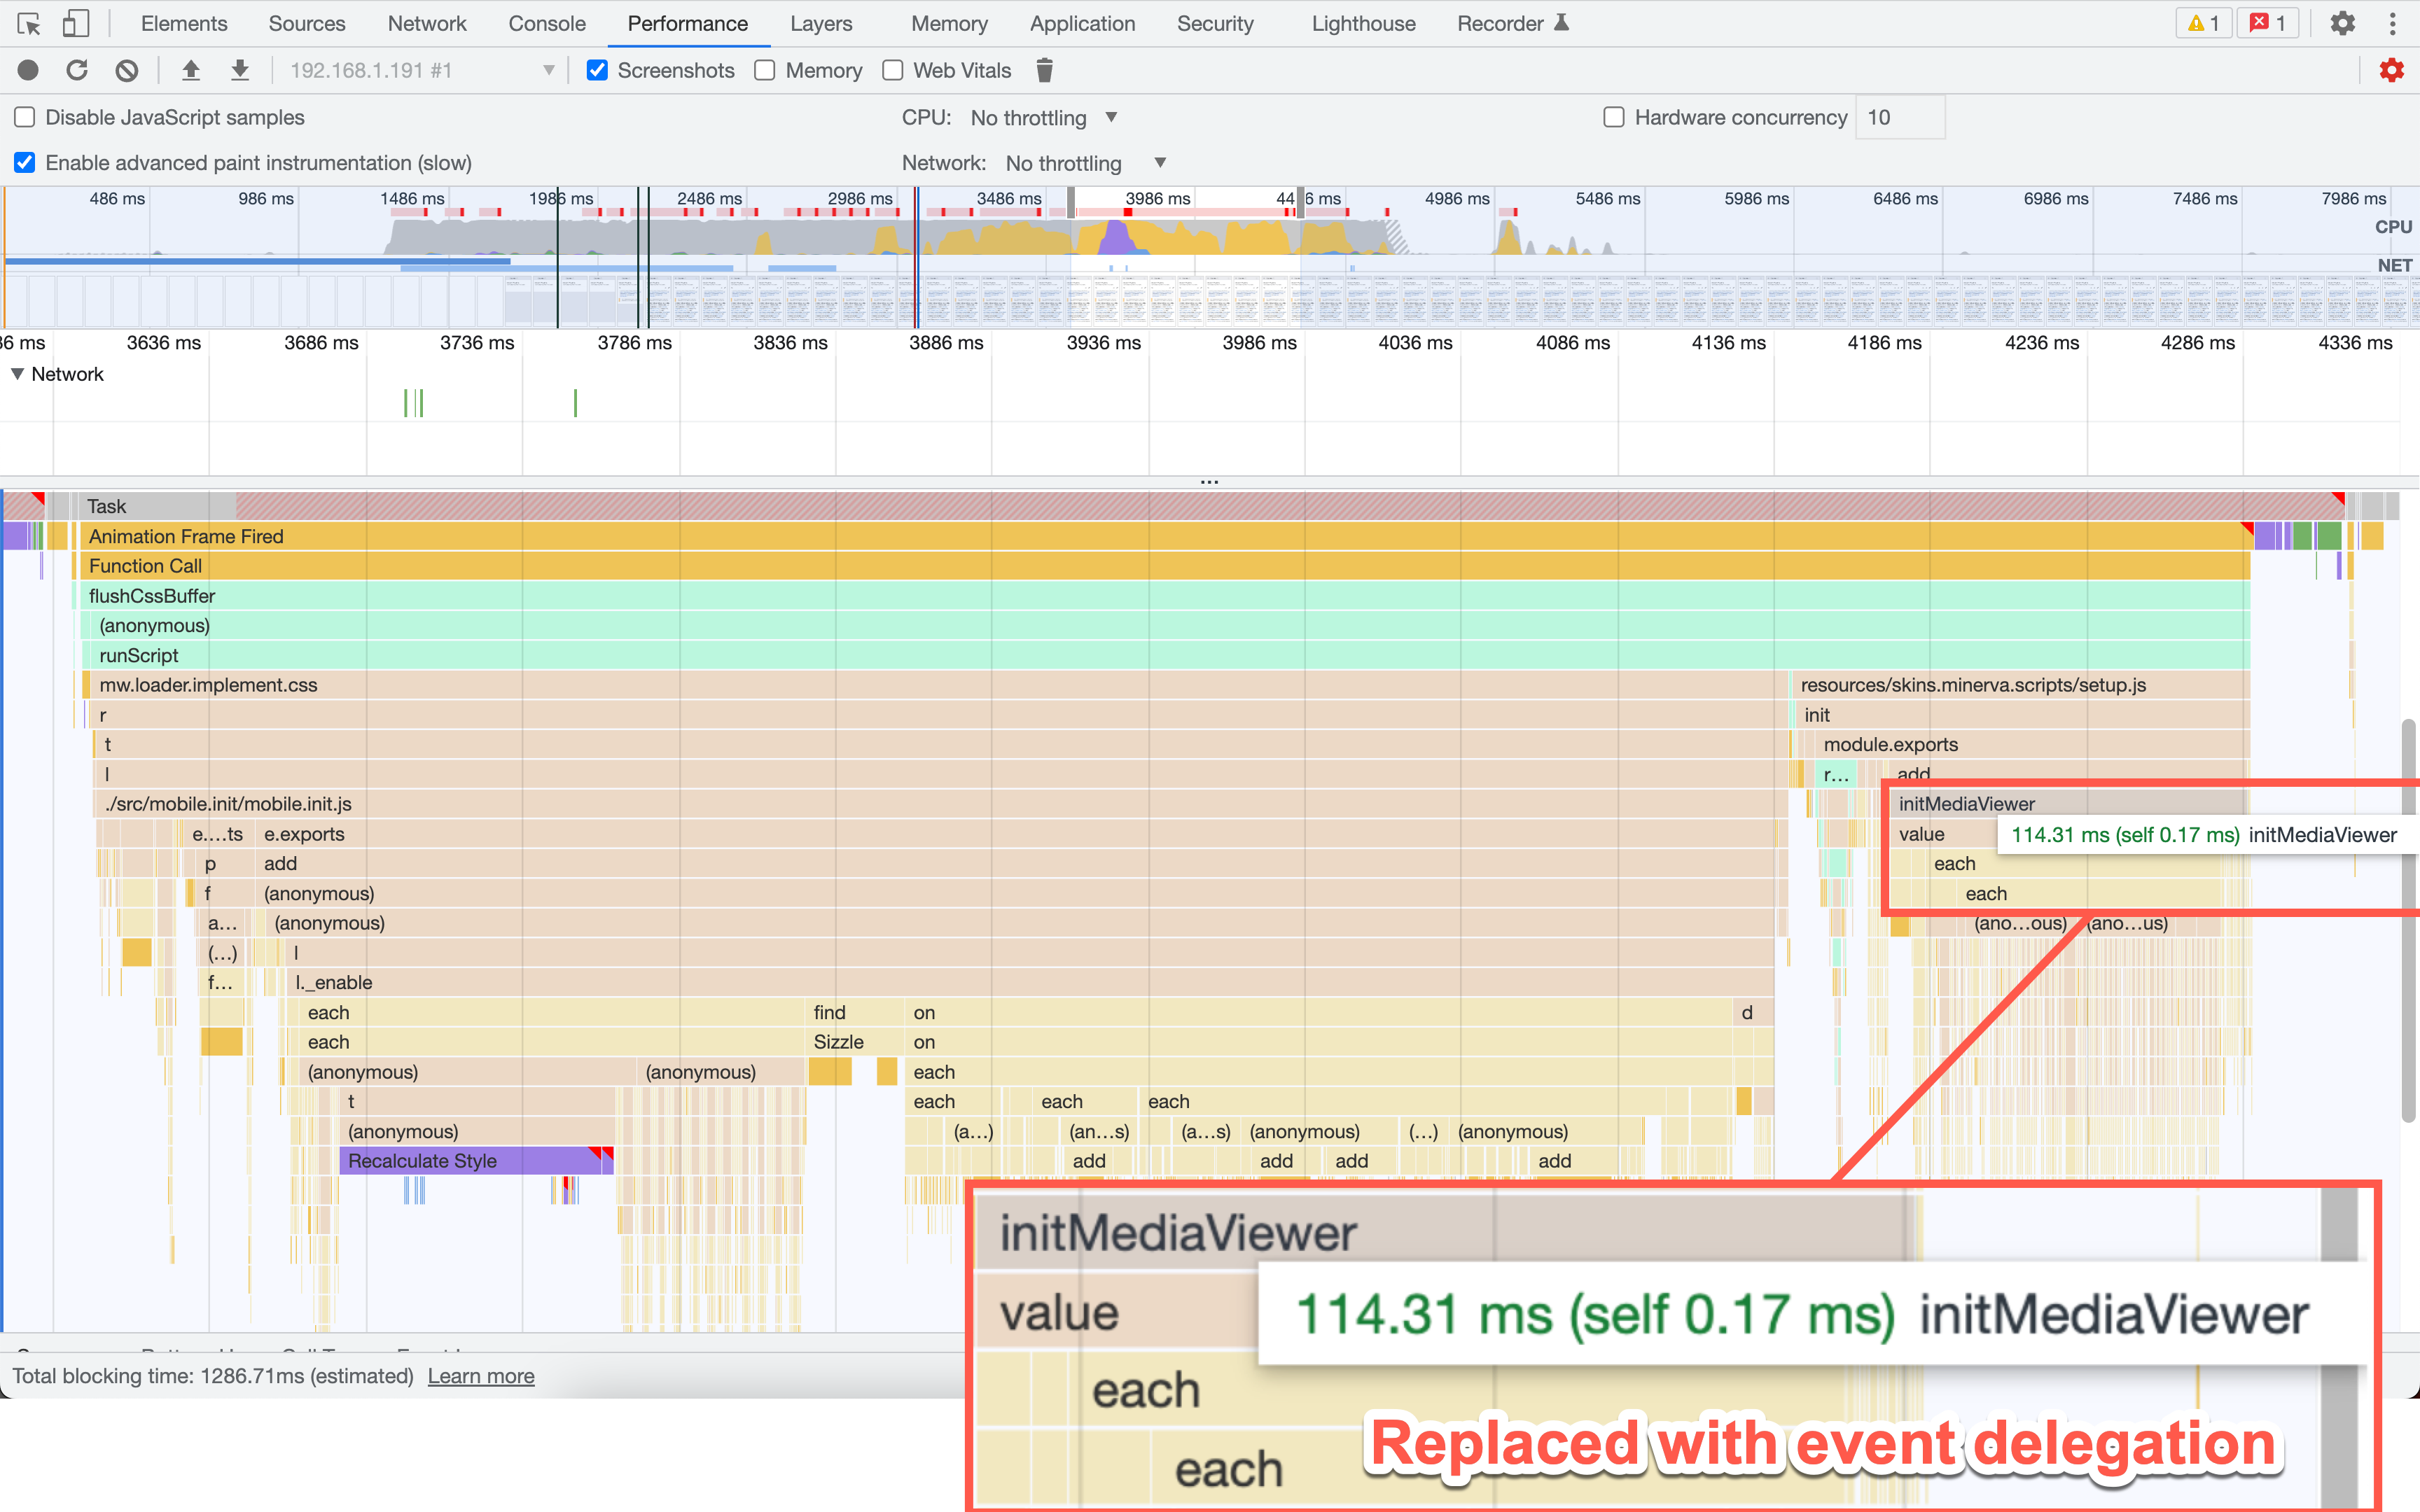 Elements Sources Network Console Performance Layers Memory Application Security Lighthouse Recorder 1 1
192.168.1.191 #1 Screenshots Memory Web Vitals
Disable JavaScript samples CPU: No throttling Hardware concurrency 10
Enable advanced paint instrumentation (slow) Network: No throttling
486 ms 986 ms 1486 ms 1986 ms 2486 ms 2986 ms 3486 ms 3986 ms 44 6 ms 4986 ms 5486 ms 5986 ms 6486 ms 6986 ms 7486 ms 7986 ms
CPU
NET
36 ms 3636 ms 3686 ms 3736 ms 3786 ms 3836 ms 3886 ms 3936 ms 3986 ms 4036 ms 4086 ms 4136 ms 4186 ms 4236 ms 4286 ms 4336 ms
Network
...
Task
Animation Frame Fired
Function Call
flushCssBuffer
(anonymous)
runScript
mw.loader.implement.css resources/skins.minerva.scripts/setup.js
r init
t module.exports
l r... add
./src/mobile.init/mobile.init.js initMediaViewer
e....ts e.exports value 114.31 ms (self 0.17 ms) initMediaViewer
p add each
f (anonymous) each
a... (anonymous) (ano...ous) (ano...us)
(...) l
f... l._enable
each find on d
each Sizzle on
(anonymous) (anonymous) each
t each each each
(anonymous) (a...) (an...s) (a...s) (anonymous) (...) (anonymous)
Recalculate Style add add add add
initMediaViewer
value 114.31 ms (self 0.17 ms) initMediaViewer
each
each Replaced with event delegation
Total blocking time: 1286.71ms (estimated) Learn more